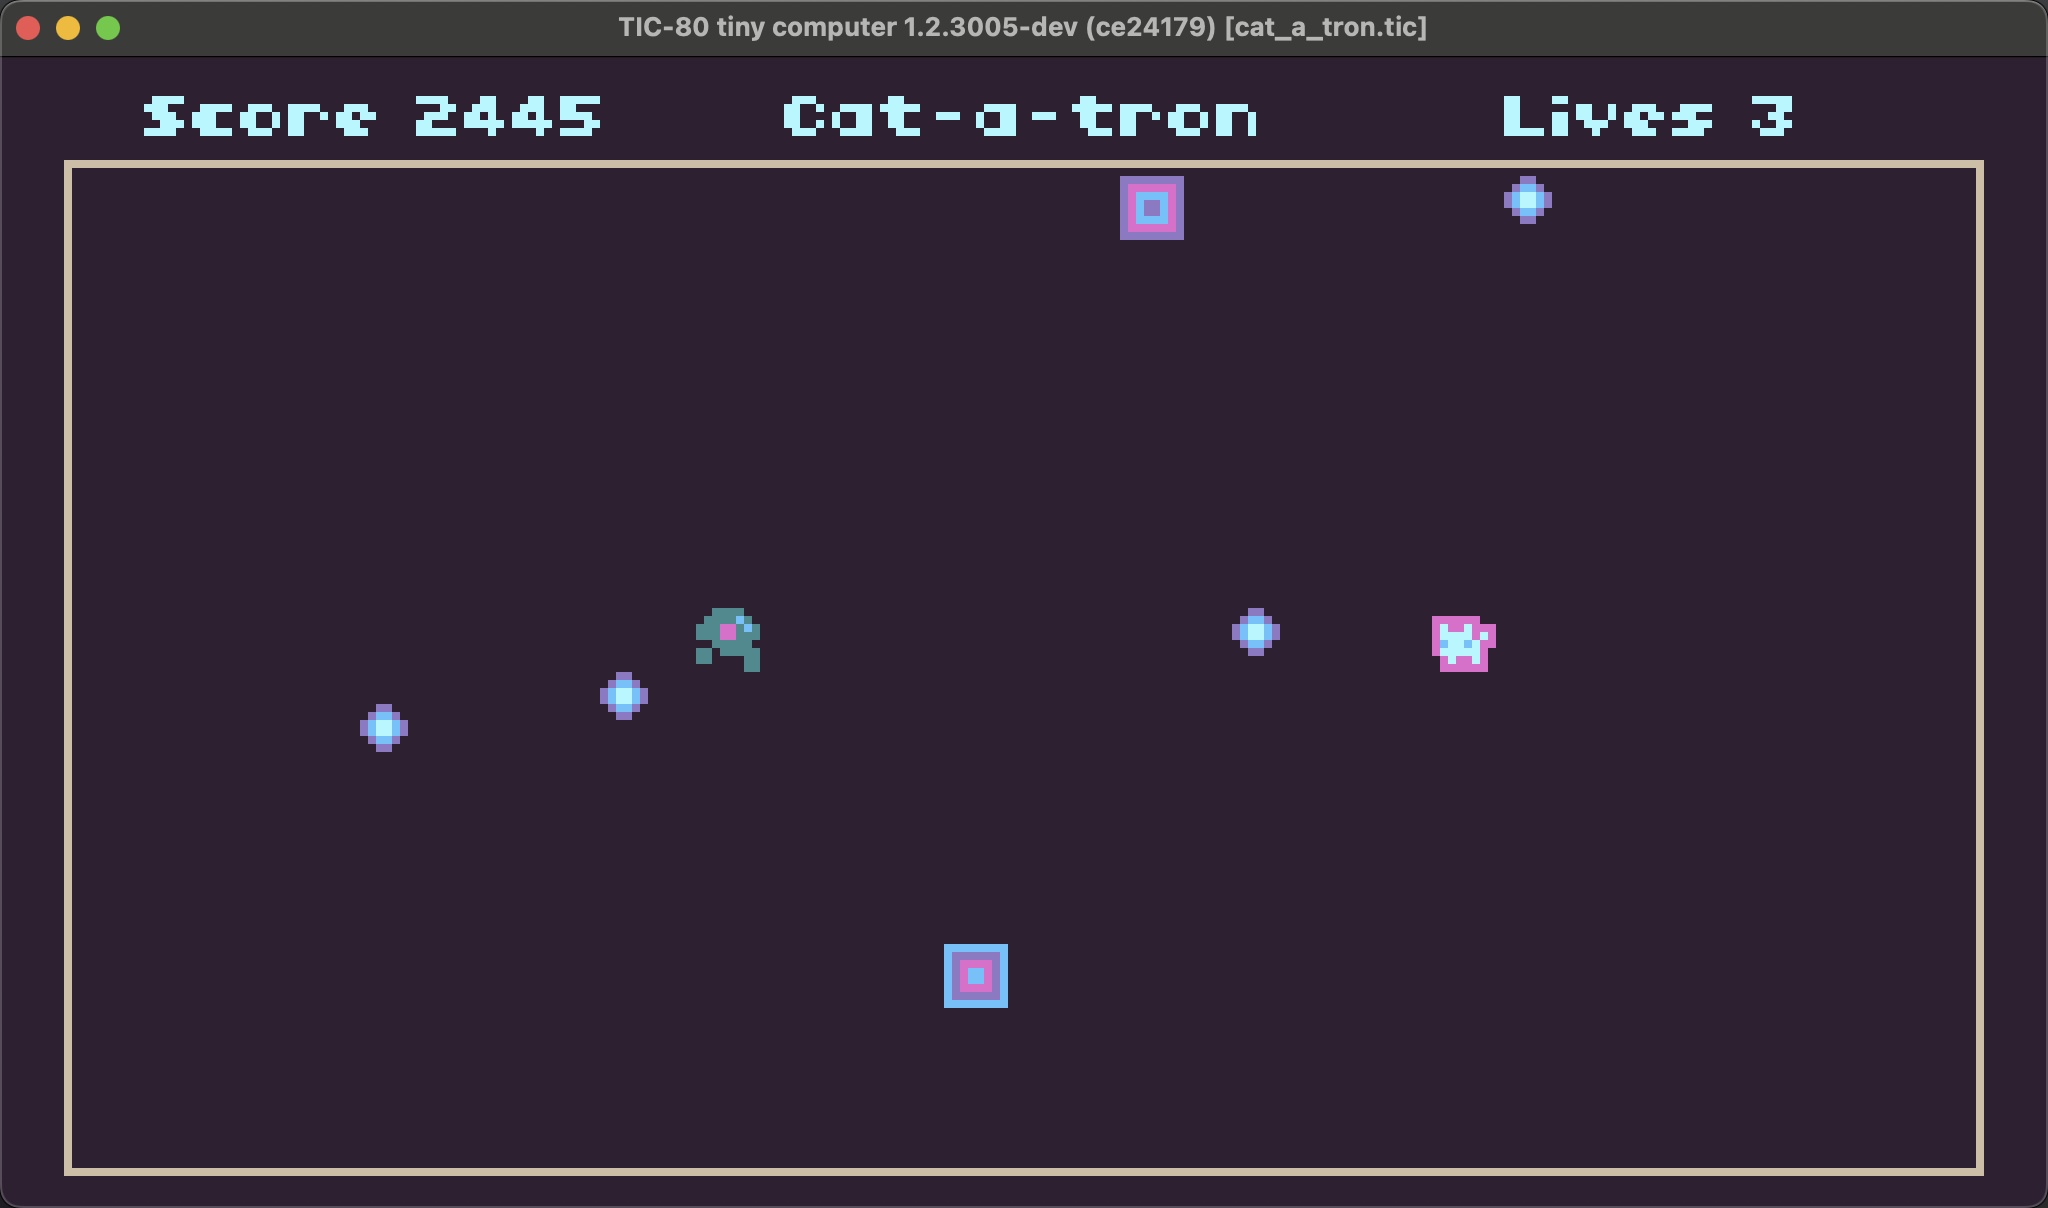 TIC-80 tiny computer 1.2.3005-dev (ce24179) [cat_a_tron.tic]
Score 2445 Cat-a-tron Lives 3